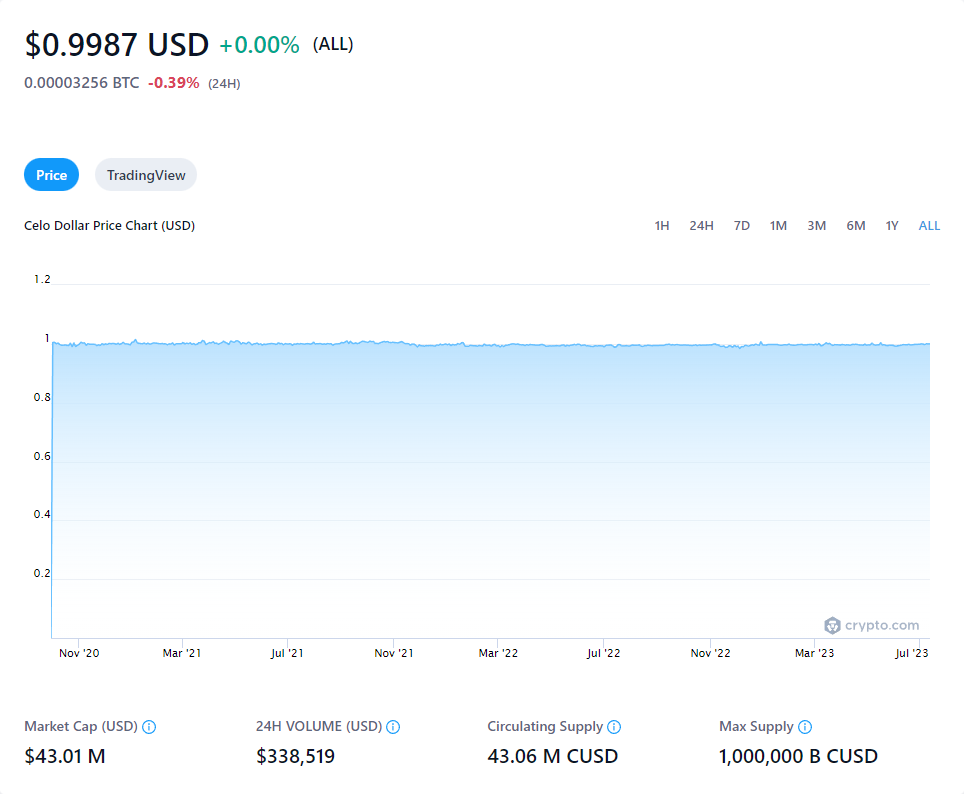 $0.9987 USD +0.00% (ALL)
0.00003256 BTC -0.39% (24H)
Price TradingView
Celo Dollar Price Chart (USD) 1H 24H 7D 1M 3M 6M 1Y ALL
1.2
1
0.8
0.6
0.4
0.2
crypto.com
Nov '20 Mar '21 Jul '21 Nov '21 Mar '22 Jul '22 Nov '22 Mar '23 Jul '23
Market Cap (USD) 24H VOLUME (USD) Circulating Supply Max Supply
$43.01 M $338,519 43.06 M CUSD 1,000,000 B CUSD